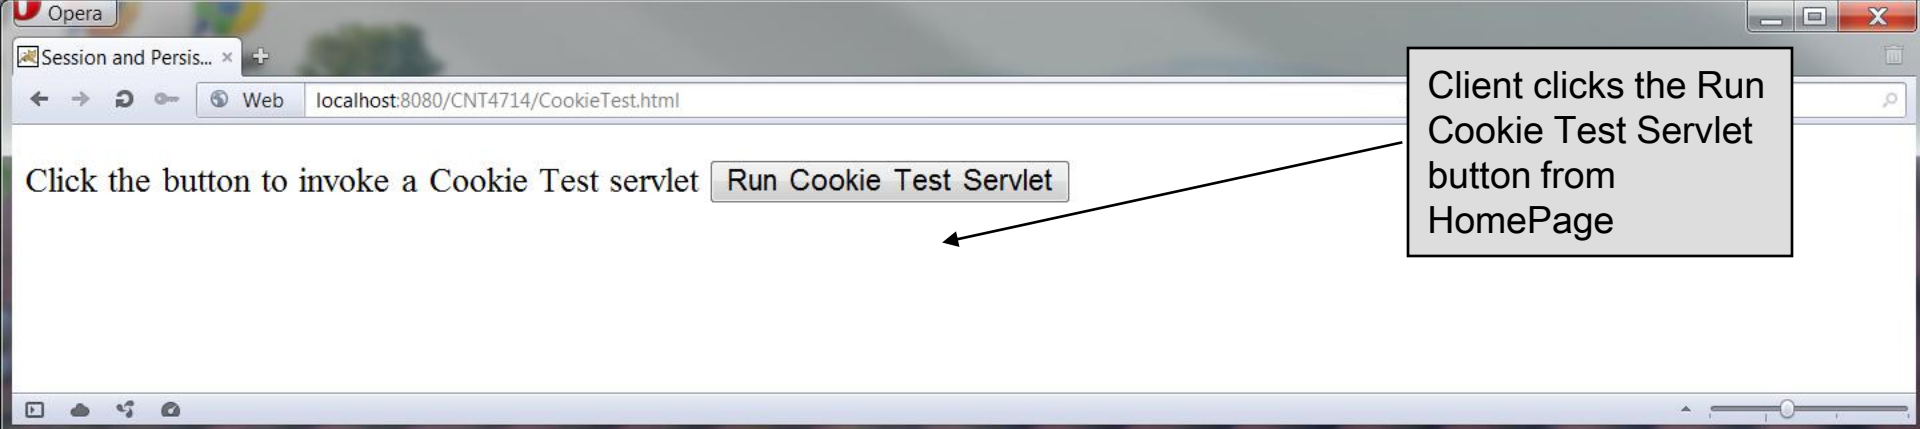 Opera
Session and Persis...
Web localhost:8080/CNT4714/CookieTest.html
Click the button to invoke a Cookie Test servlet Run Cookie Test Servlet
Client clicks the Run
Cookie Test Servlet
button from
HomePage